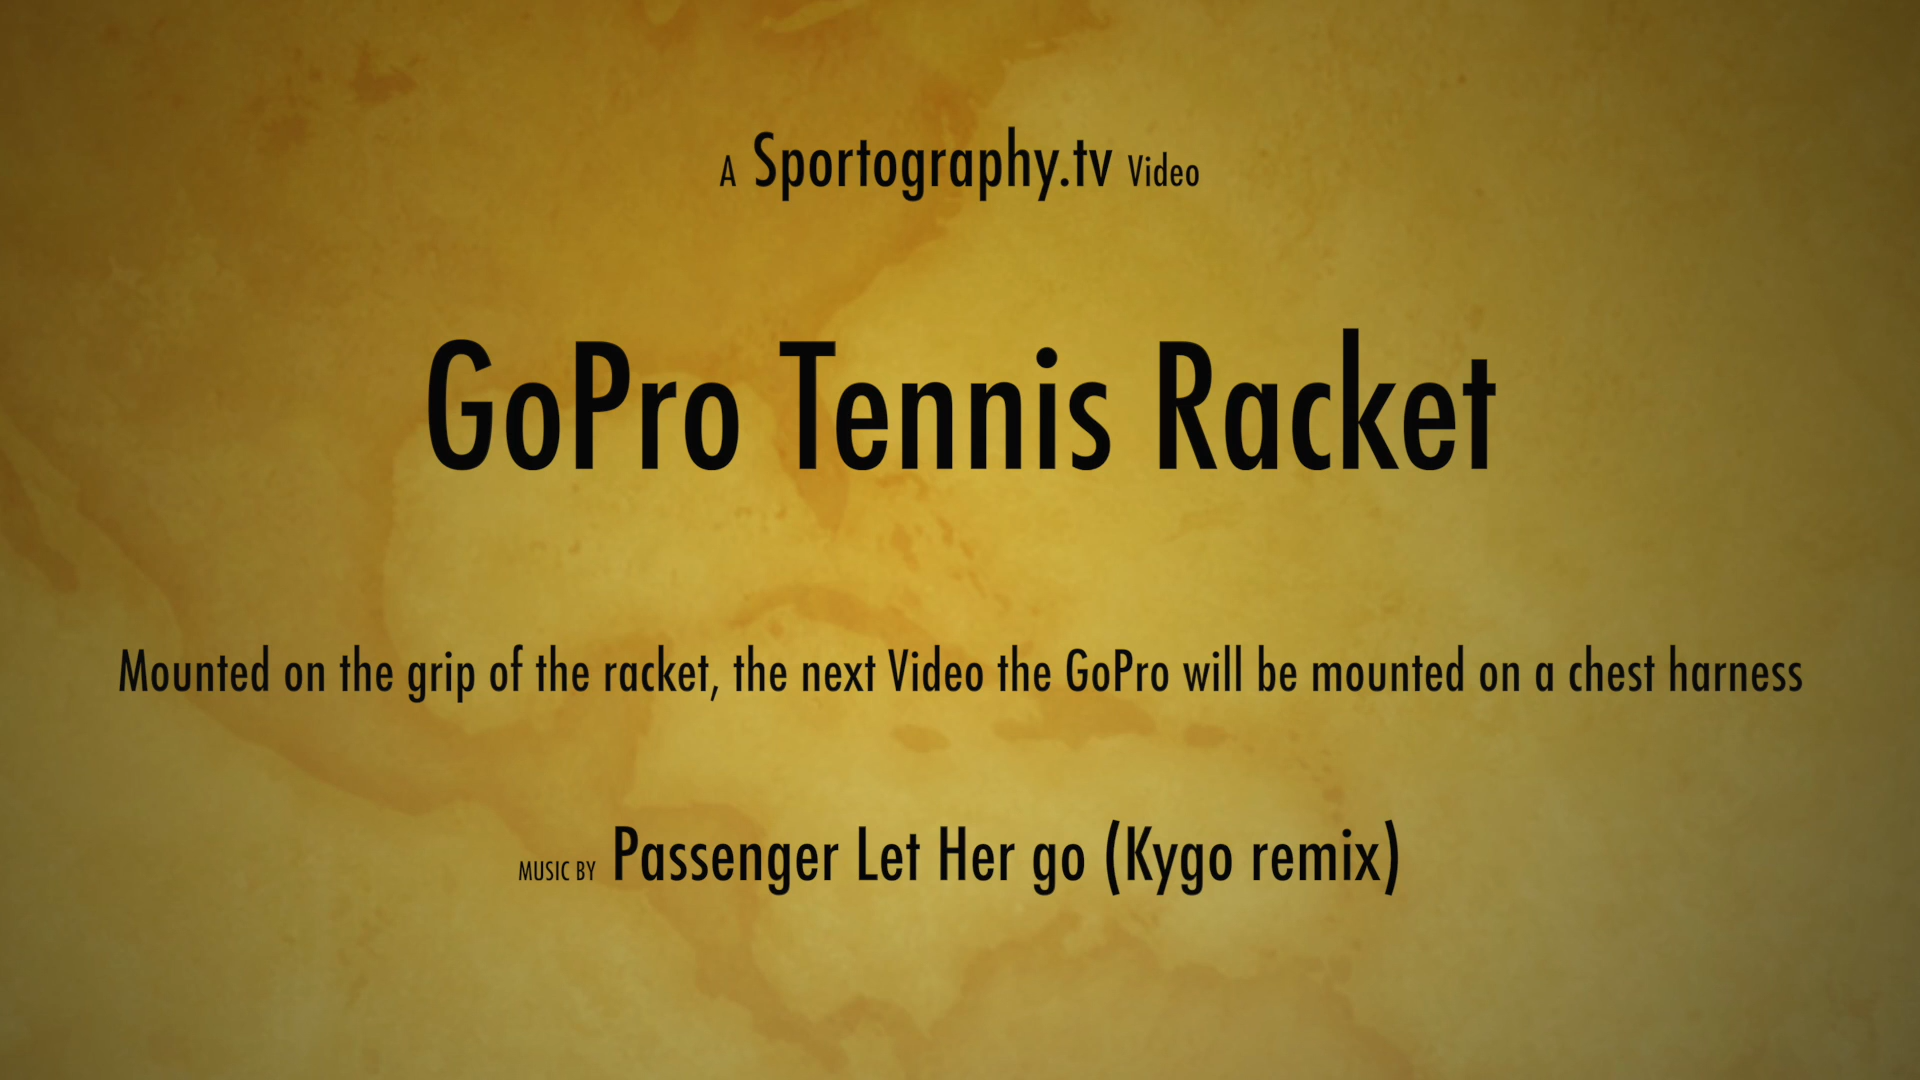 A Sportography.tv Video
GoPro Tennis Racket
Mounted on the grip of the racket, the next Video the GoPro will be mounted on a chest harness
MUSIC BY Passenger Let Her go (Kygo remix)